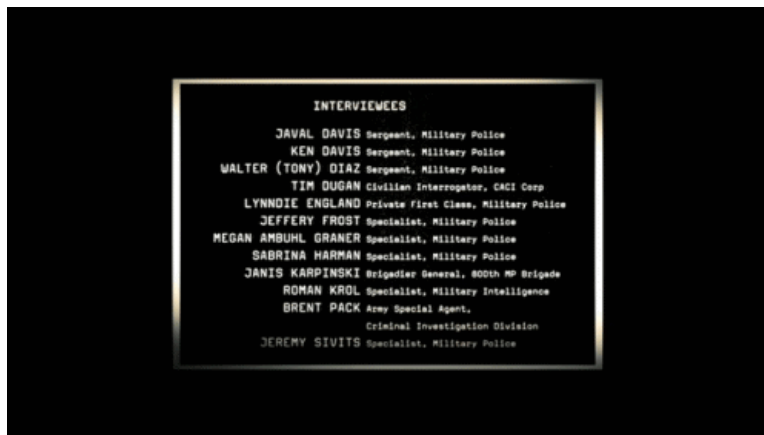 INTERVIEWEES
JAVAL DAVIS Sergeant, Military Police
KEN DAVIS Sergeant, Military Police
WALTER (TONY) DIAZ Sergeant, Military Police
TIM DUGAN Civilian Interrogator, CACI Corp
LYNNDIE ENGLAND Private First Class, Military Police
JEFFERY FROST Specialist, Military Police
MEGAN AMBUHL GRANER Specialist, Military Police
SABRINA HARMAN Specialist, Military Police
JANIS KARPINSKI Brigadier General, 800th MP Brigade
ROMAN KROL Specialist, Military Intelligence
BRENT PACK Army Special Agent,
Criminal Investigation Division
JEREMY SIVITS Specialist, Military Police